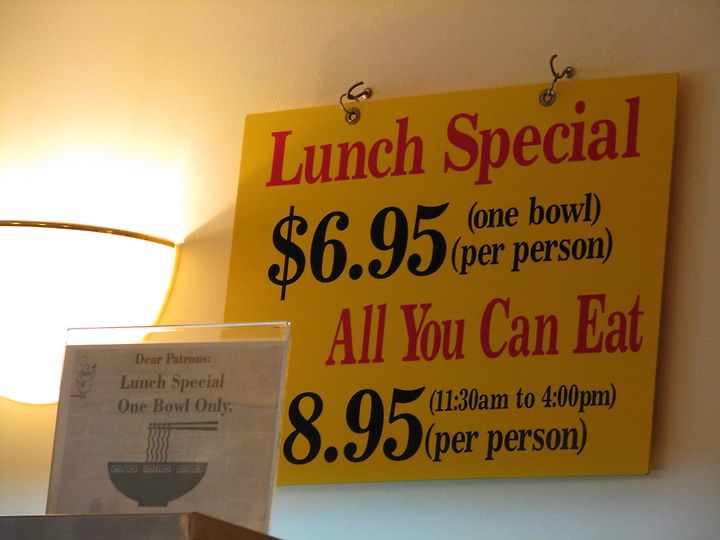 Lunch Special
$6.95 (one bowl)
(per person)
All You Can Eat
8.95 (11:30am to 4:00pm)
(per person)
Dear Patrons:
Lunch Special
One Bowl Only.